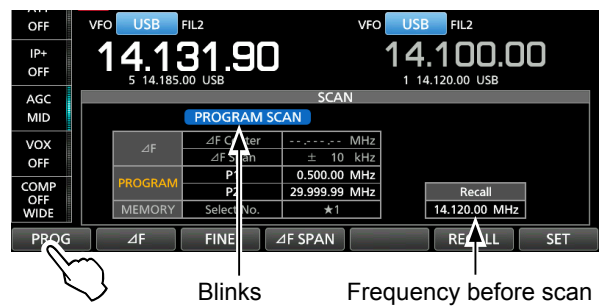 OFF
VFO USB FIL2 VFO USB FIL2
IP+
OFF
14.131.90 14.100.00
5 14.185.00 USB 1 14.120.00 USB
AGC
MID
SCAN
PROGRAM SCAN
VOX
OFF
⊿F ⊿F Center --.---.-- MHz
⊿F Span ± 10 kHz
COMP
OFF
WIDE
PROGRAM P1 0.500.00 MHz
P2 29.999.99 MHz
MEMORY Select No. ★1
Recall
14.120.00 MHz
PROG ⊿F FINE ⊿F SPAN RECALL SET
Blinks Frequency before scan